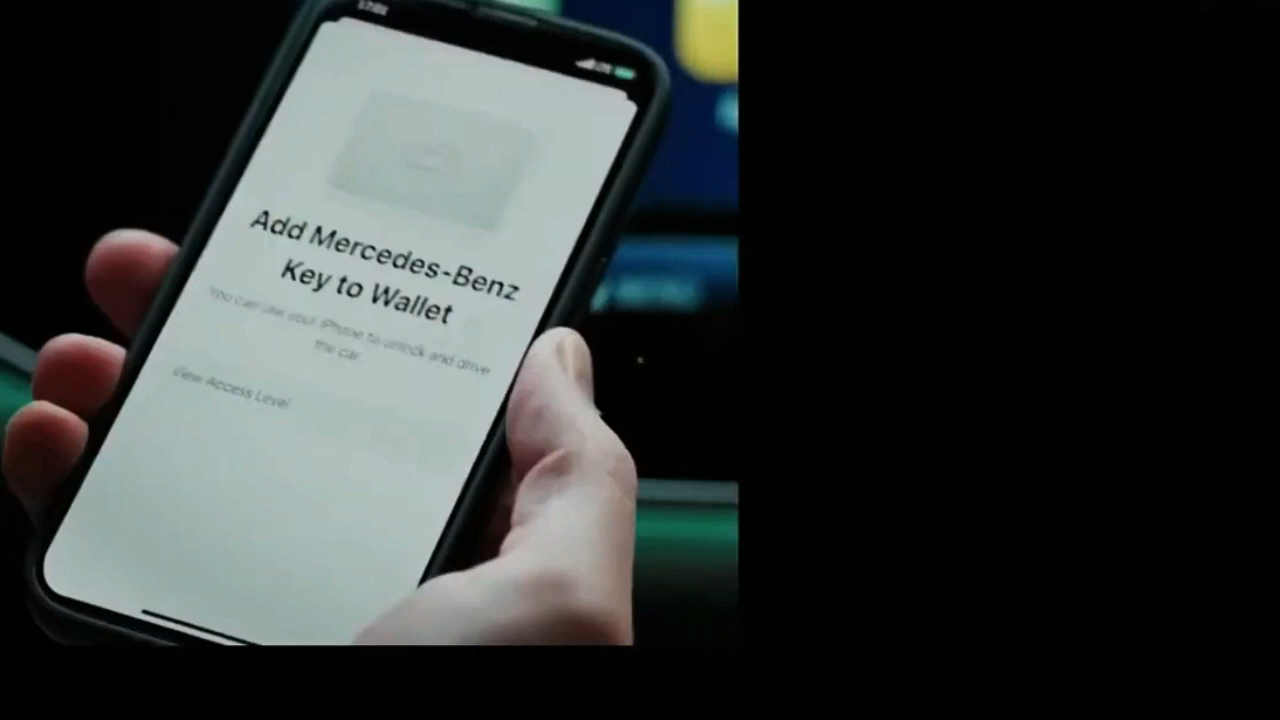 Add Mercedes-Benz
Key to Wallet
You can use your iPhone to unlock and drive
the car
View Access Level